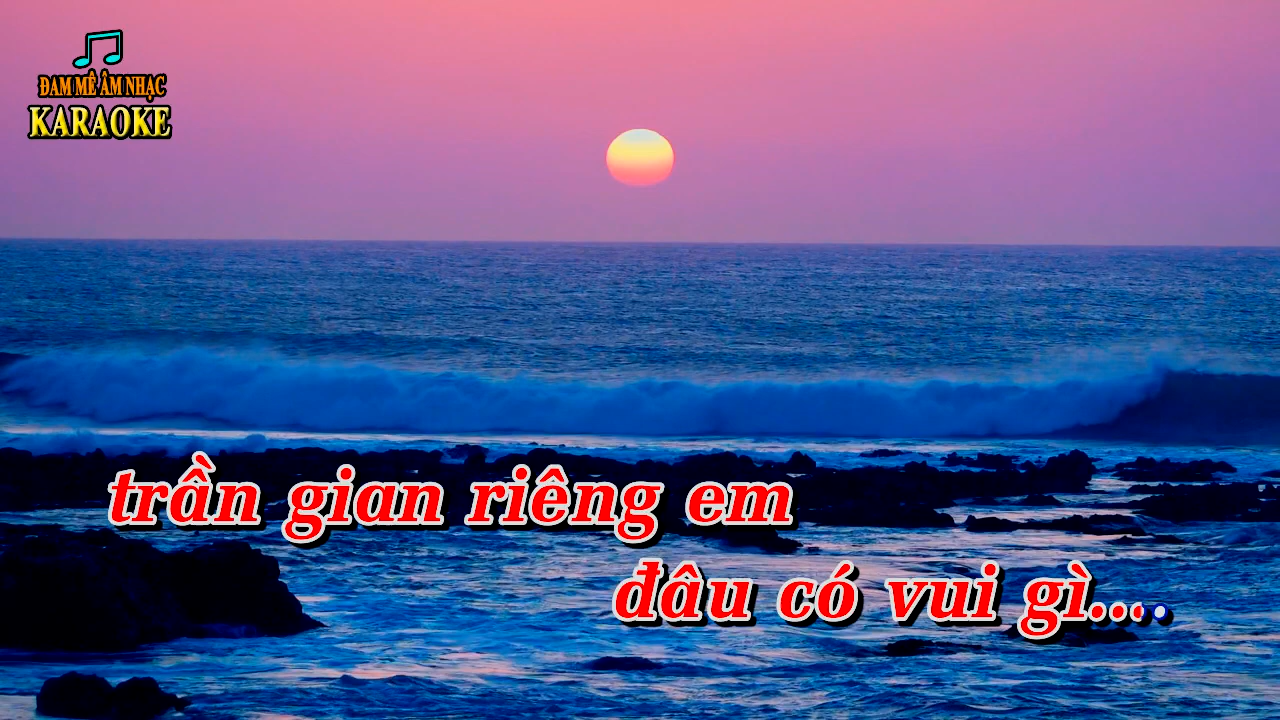 ĐAM MÊ ÂM NHẠC
KARAOKE
trần gian riêng em
đâu có vui gì.....